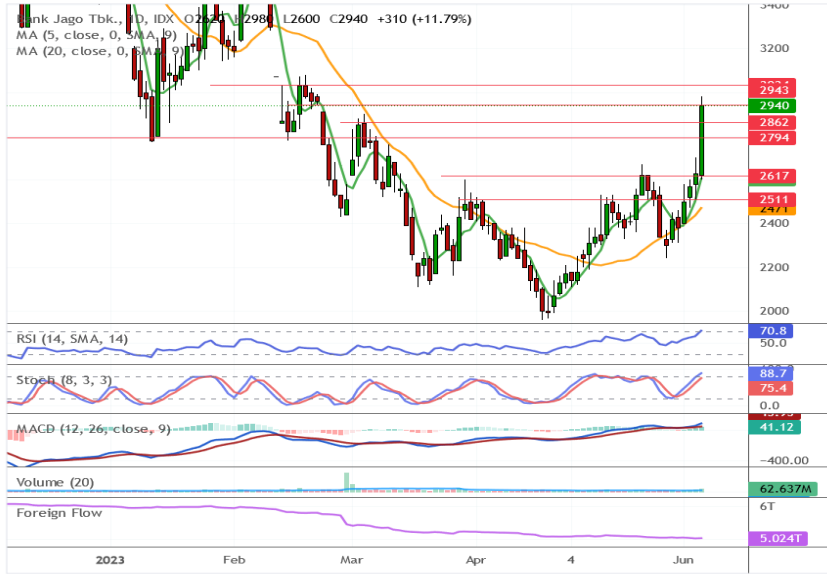 3400
Bank Jago Tbk., 1D, IDX O2620 H2980 L2600 C2940 +310 (+11.79%)
MA (5, close, 0, SMA, 9)
MA (20, close, 0, SMA, 9)
3200
2943
2940
2862
2794
2617
2511
2471
2400
2200
2000
RSI (14, SMA, 14)
70.8
50.0
Stoch (8, 3, 3)
88.7
75.4
0.0
MACD (12, 26, close, 9)
41.12
-400.00
Volume (20)
62.637M
Foreign Flow
6T
5.024T
2023 Feb Mar Apr 4 Jun